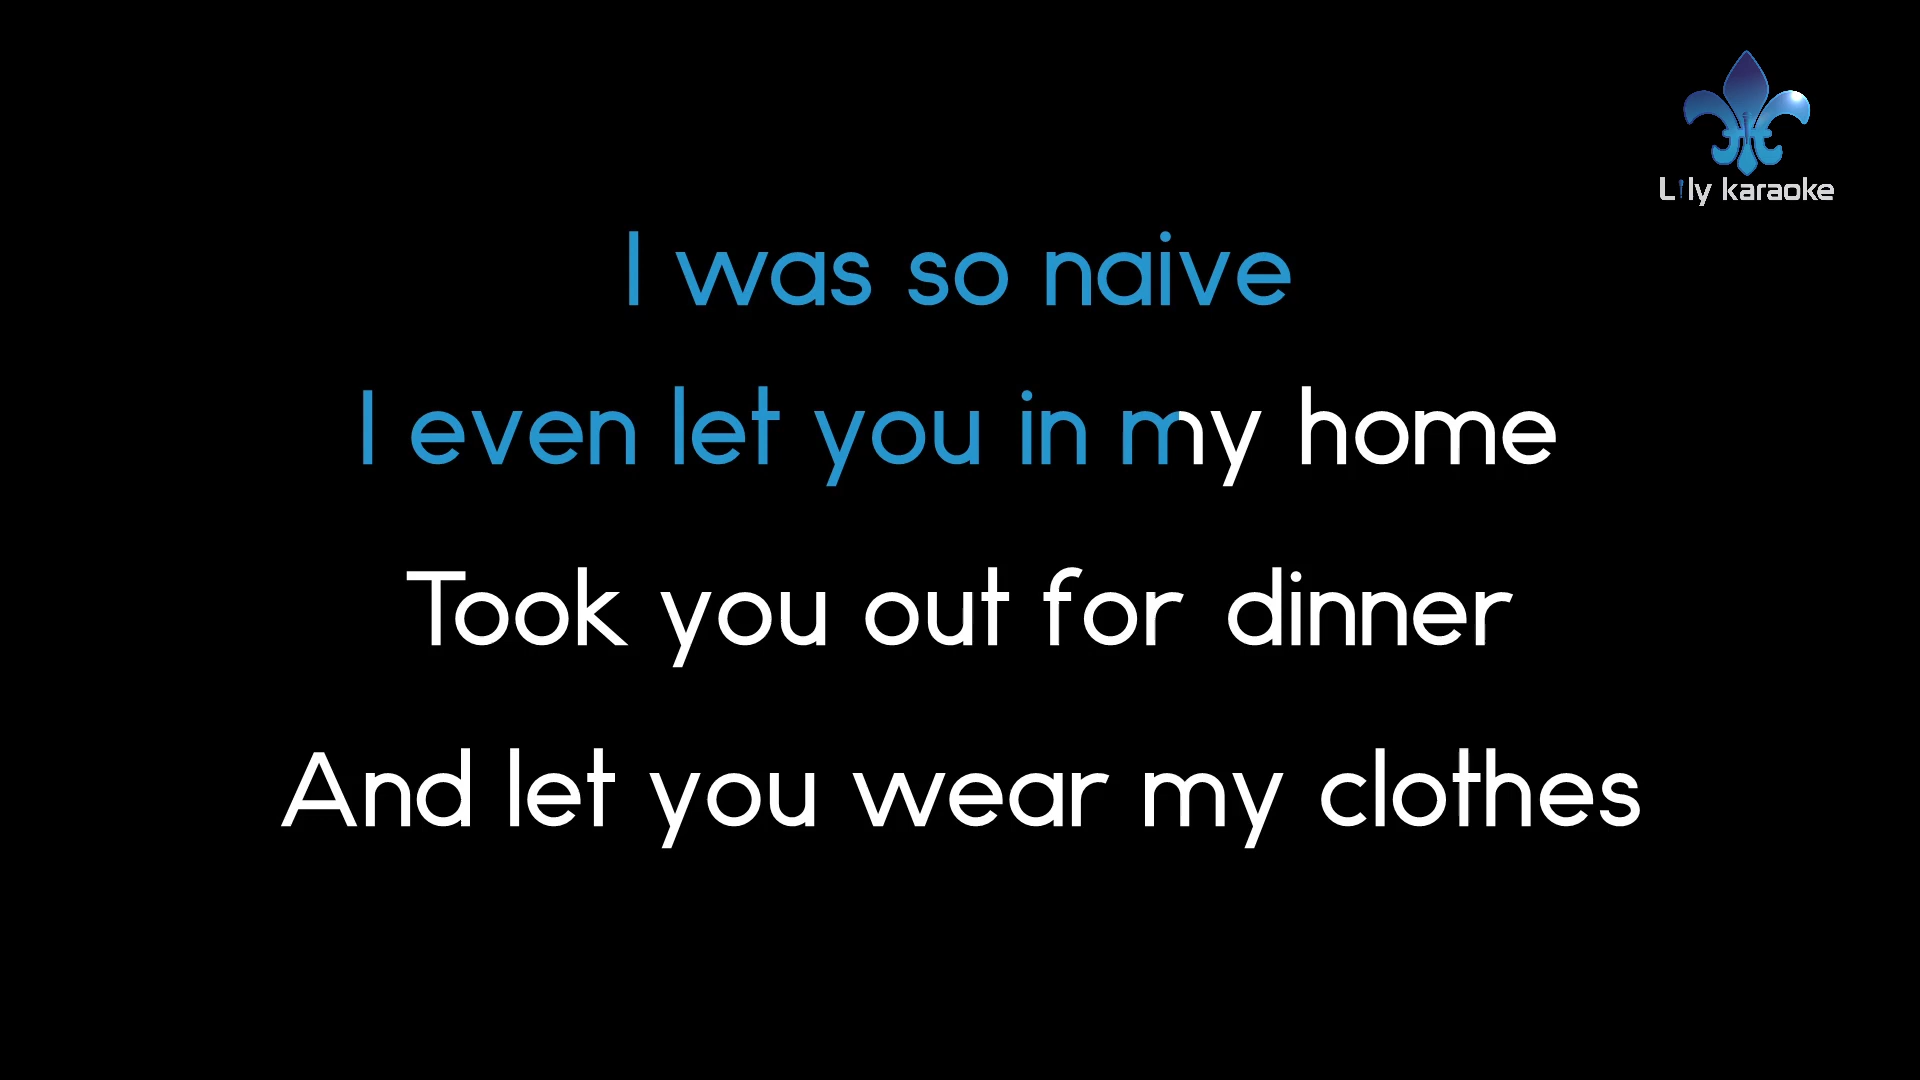 Lily karaoke
I was so naive
I even let you in my home
Took you out for dinner
And let you wear my clothes